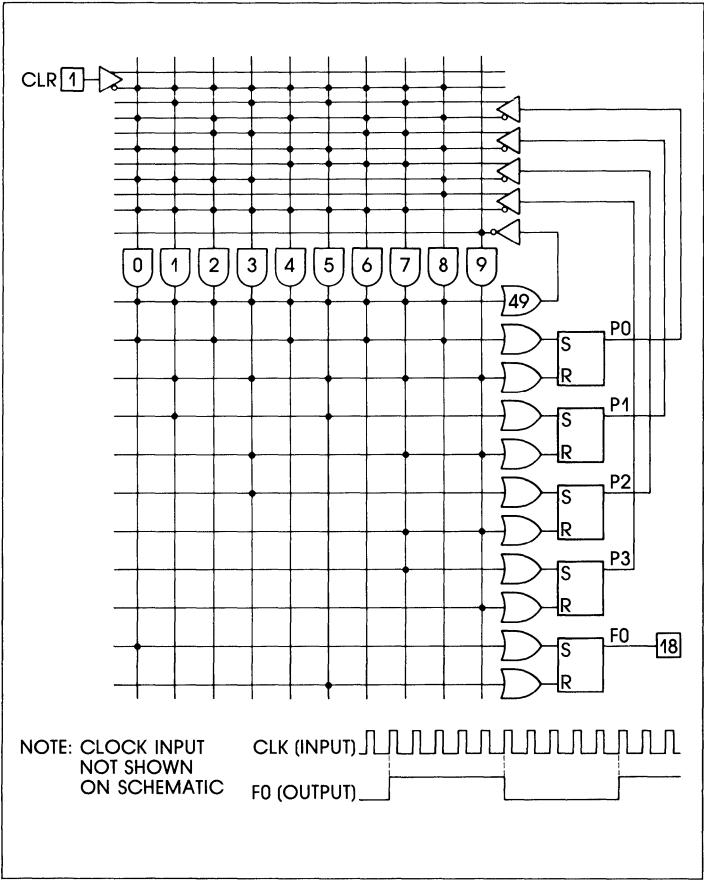 CLR 1
0 1 2 3 4 5 6 7 8 9
49
P0
S
R
P1
S
R
P2
S
R
P3
S
R
F0
S
18
R
NOTE: CLOCK INPUT
NOT SHOWN
ON SCHEMATIC
CLK (INPUT)
F0 (OUTPUT)